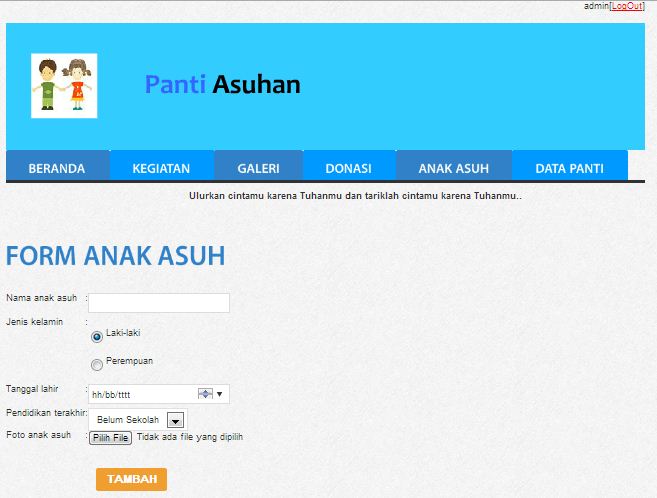 admin[LogOut]
Panti Asuhan
BERANDA KEGIATAN GALERI DONASI ANAK ASUH DATA PANTI
Ulurkan cintamu karena Tuhanmu dan tariklah cintamu karena Tuhanmu..
FORM ANAK ASUH
Nama anak asuh :
Jenis kelamin :
Laki-laki
Perempuan
Tanggal lahir : hh/bb/tttt
Pendidikan terakhir: Belum Sekolah
Foto anak asuh : Pilih File Tidak ada file yang dipilih
TAMBAH